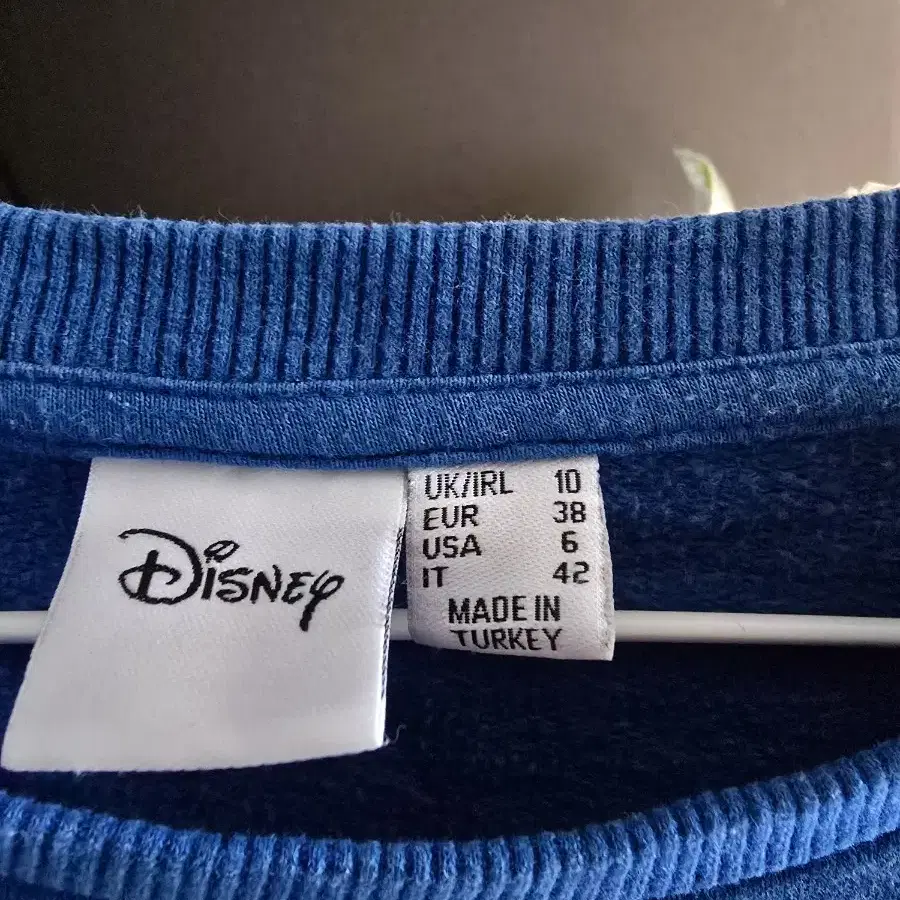 Disney
UK/IRL 10
EUR 38
USA 6
IT 42
MADE IN
TURKEY